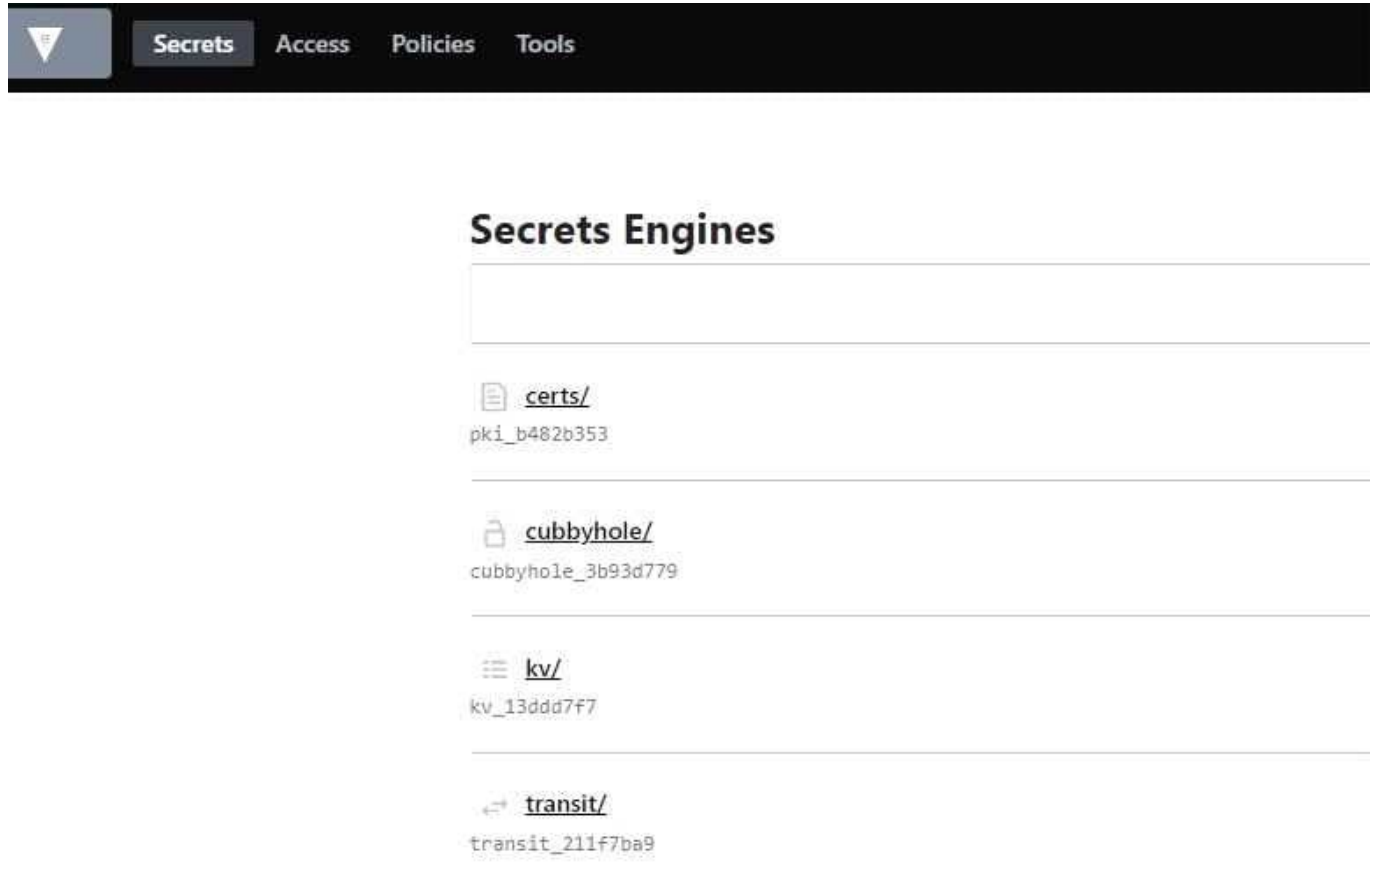 Secrets Access Policies Tools
Secrets Engines
certs/
pki_b482b353
cubbyhole/
cubbyhole_3b93d779
kv/
kv_13ddd7f7
transit/
transit_211f7ba9